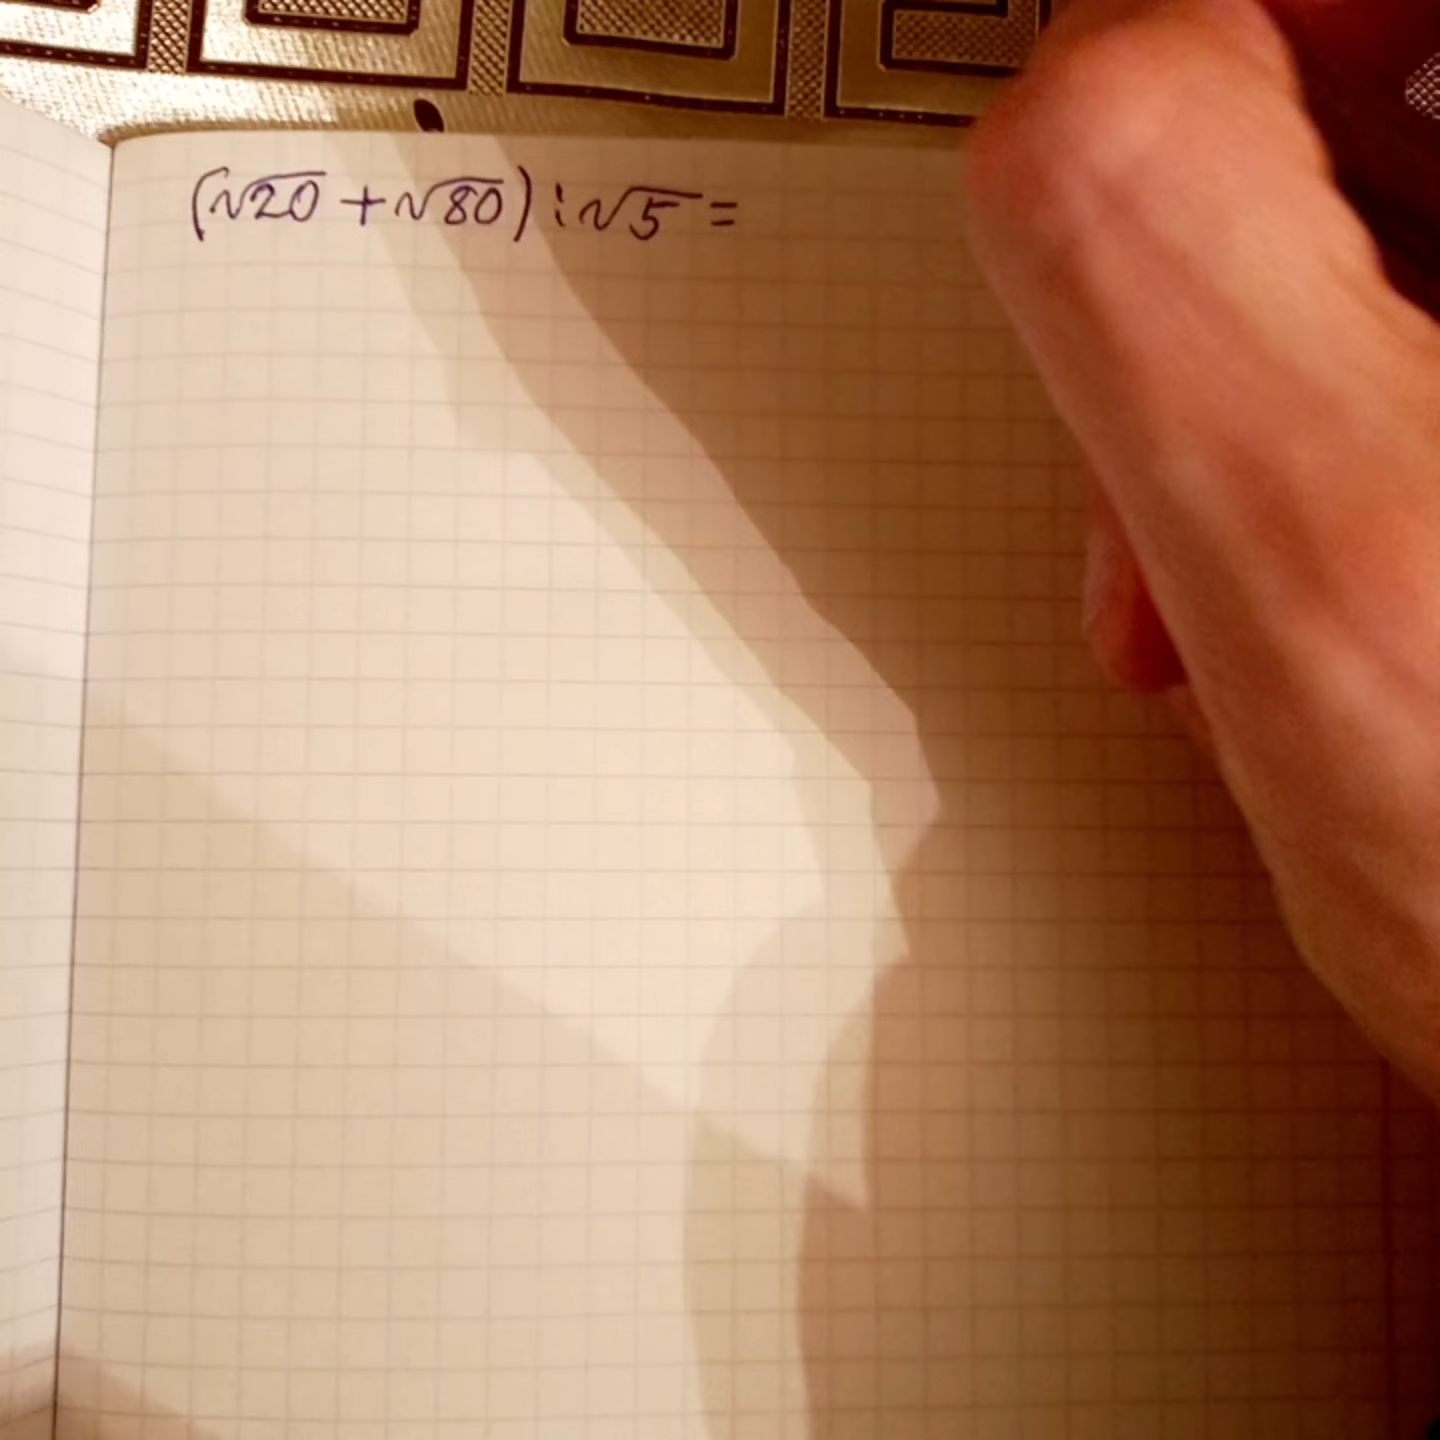 (√20 + √80) : √5 =